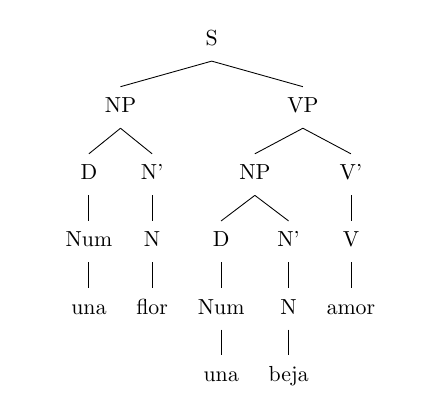 S
NP VP
D N' NP V'
Num N D N' V
una flor Num N amor
una beja